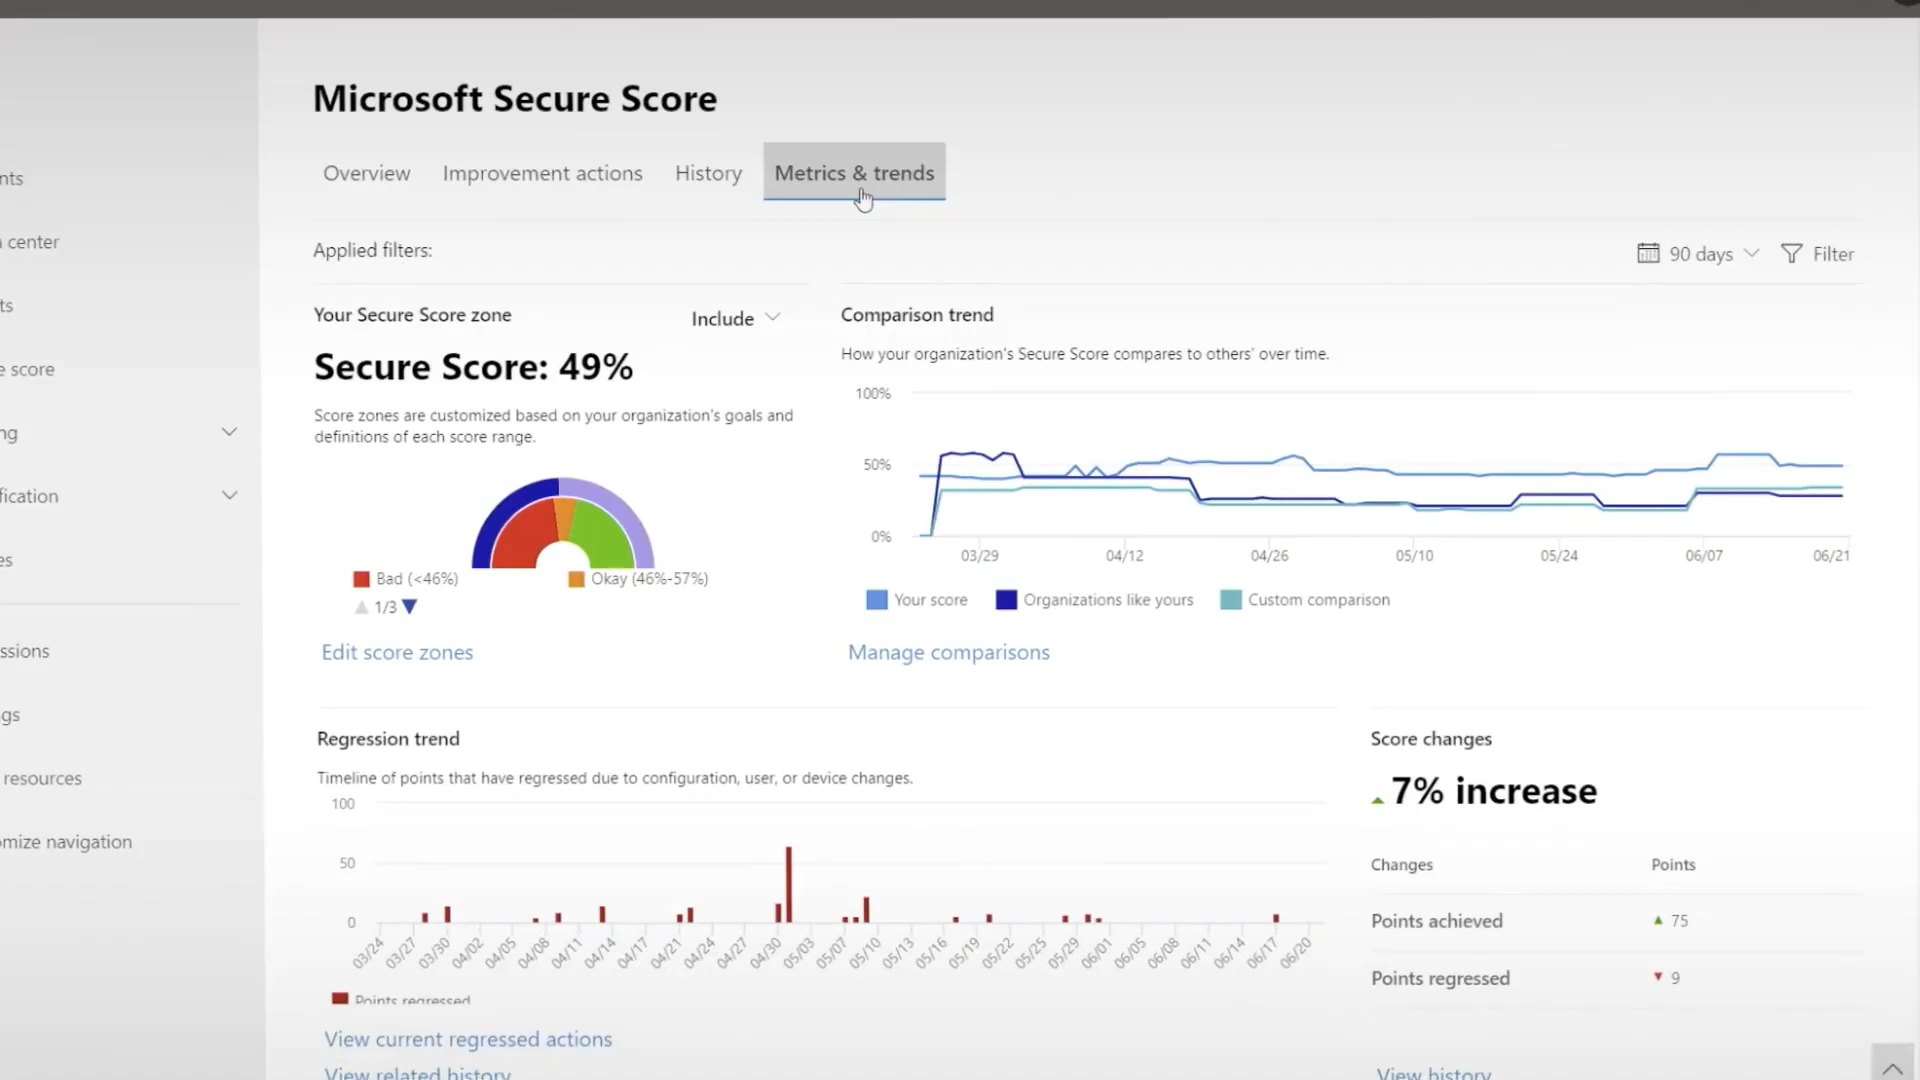 Microsoft Secure Score
Overview
Improvement actions
History
Metrics & trends
nts
center
ts
e score
ng
fication
es
ssions
gs
resources
mize navigation
Applied filters:
90 days
Filter
Your Secure Score zone
Include
Secure Score: 49%
Score zones are customized based on your organization's goals and
definitions of each score range.
Bad (<46%)
Okay (46%-57%)
1/3
Edit score zones
Comparison trend
How your organization's Secure Score compares to others' over time.
100%
50%
0%
03/29
04/12
04/26
05/10
05/24
06/07
06/21
Your score
Organizations like yours
Custom comparison
Manage comparisons
Regression trend
Timeline of points that have regressed due to configuration, user, or device changes.
100
50
0
03/24
03/27
03/30
04/02
04/05
04/08
04/11
04/14
04/17
04/21
04/24
04/27
04/30
05/03
05/07
05/10
05/13
05/16
05/19
05/22
05/25
05/29
06/01
06/05
06/08
06/11
06/14
06/17
06/20
Points regressed
View current regressed actions
View related history
Score changes
7% increase
Changes
Points
Points achieved
75
Points regressed
9
View history